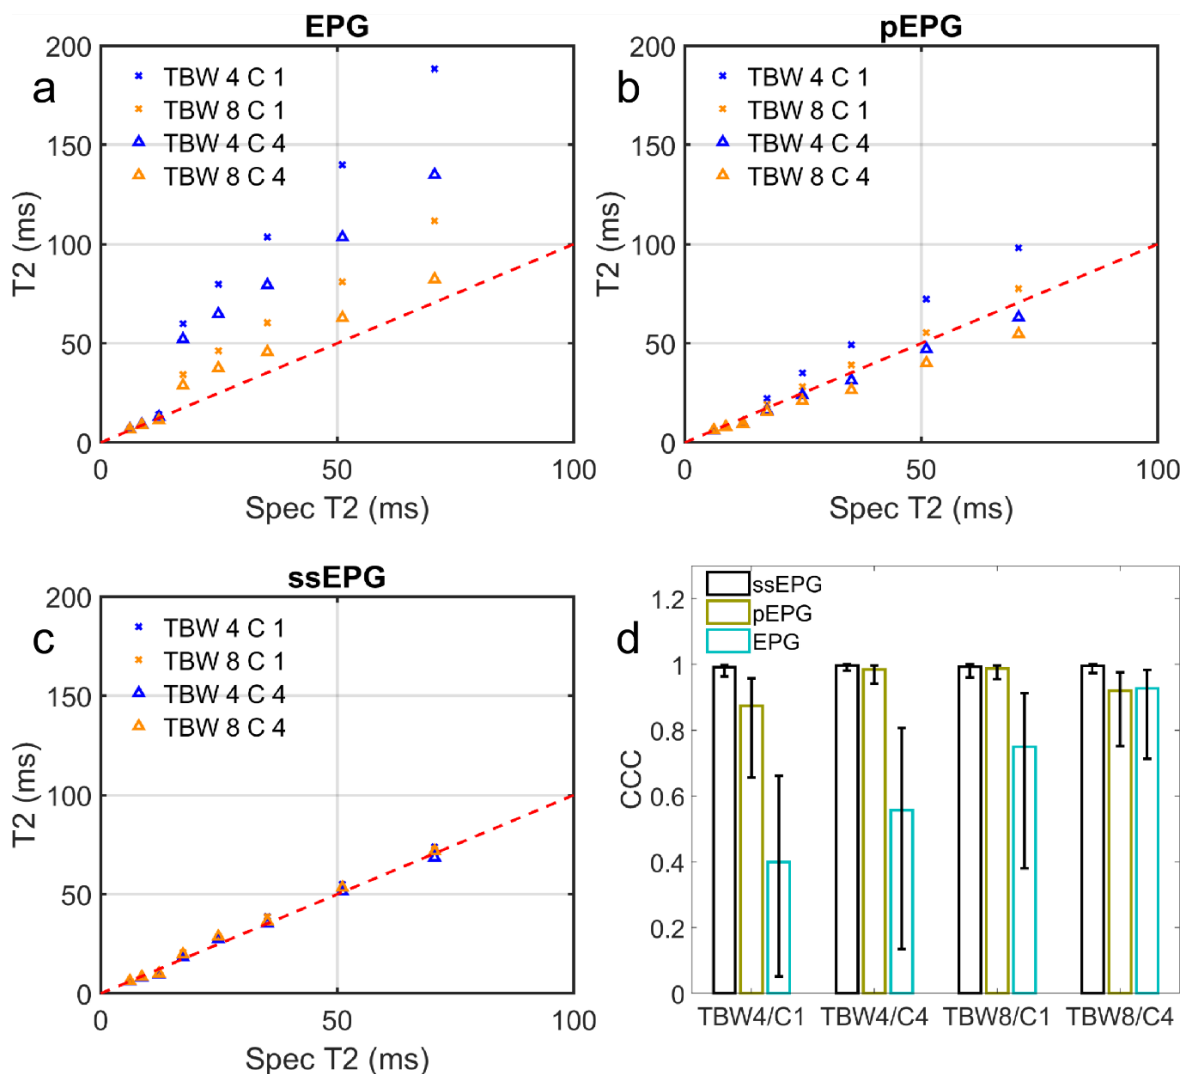 EPG
a
TBW 4 C 1
TBW 8 C 1
TBW 4 C 4
TBW 8 C 4
200
150
100
50
0
T2 (ms)
0 50 100
Spec T2 (ms)
pEPG
b
TBW 4 C 1
TBW 8 C 1
TBW 4 C 4
TBW 8 C 4
200
150
100
50
0
T2 (ms)
0 50 100
Spec T2 (ms)
ssEPG
c
TBW 4 C 1
TBW 8 C 1
TBW 4 C 4
TBW 8 C 4
200
150
100
50
0
T2 (ms)
0 50 100
Spec T2 (ms)
d
ssEPG
pEPG
EPG
1.2
1
0.8
0.6
0.4
0.2
0
CCC
TBW4/C1 TBW4/C4 TBW8/C1 TBW8/C4